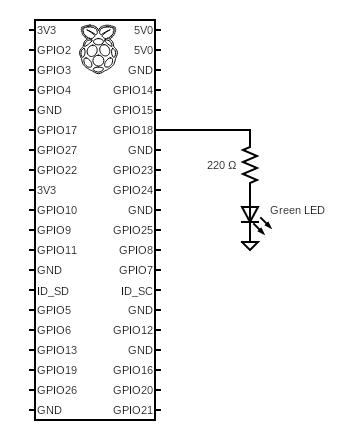 3V3 5V0
GPIO2 5V0
GPIO3 GND
GPIO4 GPIO14
GND GPIO15
GPIO17 GPIO18
GPIO27 GND
GPIO22 GPIO23
220 Ω
3V3 GPIO24
GPIO10 GND
Green LED
GPIO9 GPIO25
GPIO11 GPIO8
GND GPIO7
ID_SD ID_SC
GPIO5 GND
GPIO6 GPIO12
GPIO13 GND
GPIO19 GPIO16
GPIO26 GPIO20
GND GPIO21